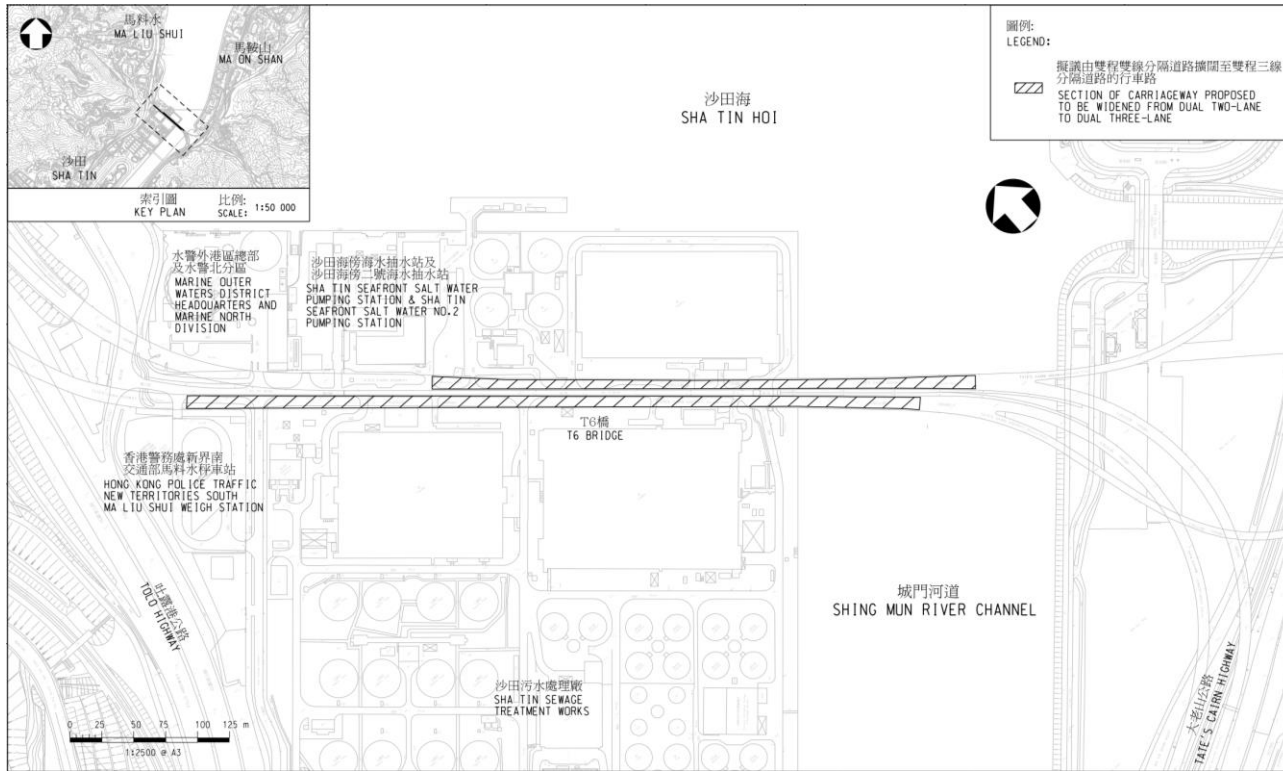 馬料水
MA LIU SHUI
馬鞍山
MA ON SHAN
沙田
SHA TIN
索引圖
KEY PLAN
比例:
SCALE: 1:50 000
圖例:
LEGEND:
擬議由雙程雙線分隔道路擴闊至雙程三線
分隔道路的行車路
SECTION OF CARRIAGEWAY PROPOSED
TO BE WIDENED FROM DUAL TWO-LANE
TO DUAL THREE-LANE
沙田海
SHA TIN HOI
水警外港區總部
及水警北分區
MARINE OUTER
WATERS DISTRICT
HEADQUARTERS AND
MARINE NORTH
DIVISION
沙田海傍海水抽水站及
沙田海傍二號海水抽水站
SHA TIN SEAFRONT SALT WATER
PUMPING STATION & SHA TIN
SEAFRONT SALT WATER NO.2
PUMPING STATION
T6橋
T6 BRIDGE
香港警務處新界南
交通部馬料水秤車站
HONG KONG POLICE TRAFFIC
NEW TERRITORIES SOUTH
MA LIU SHUI WEIGH STATION
吐露港公路
TOLO HIGHWAY
城門河道
SHING MUN RIVER CHANNEL
沙田污水處理廠
SHA TIN SEWAGE
TREATMENT WORKS
大老山公路
TATE'S CAIRN HIGHWAY
0 25 50 75 100 125 m
1:2500 @ A3